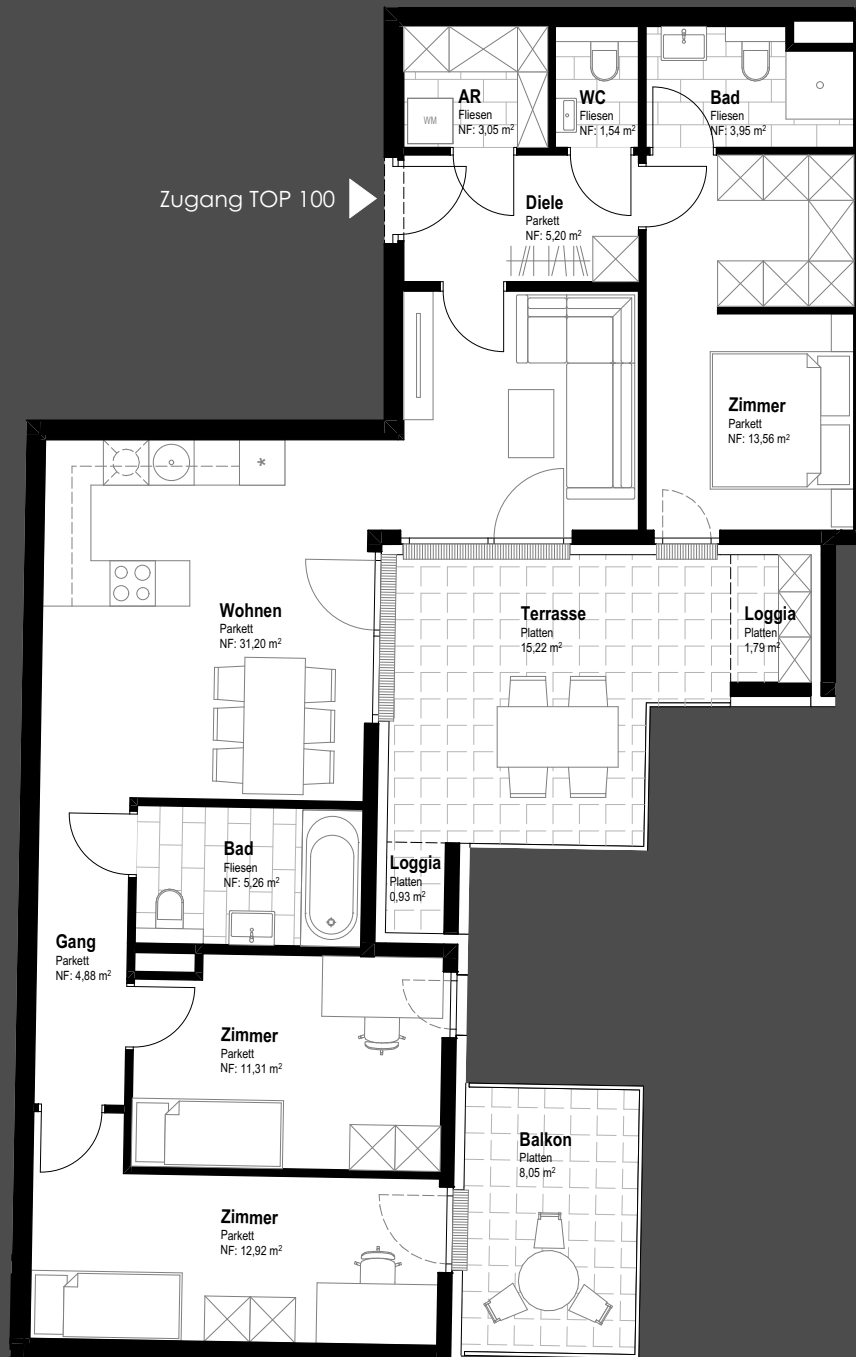 AR
Fliesen
NF: 3,05 m²
WM
WC
Fliesen
NF: 1,54 m²
Bad
Fliesen
NF: 3,95 m²
Zugang TOP 100
Diele
Parkett
NF: 5,20 m²
Zimmer
Parkett
NF: 13,56 m²
*
Wohnen
Parkett
NF: 31,20 m²
Terrasse
Platten
15,22 m²
Loggia
Platten
1,79 m²
Bad
Fliesen
NF: 5,26 m²
Loggia
Platten
0,93 m²
Gang
Parkett
NF: 4,88 m²
Zimmer
Parkett
NF: 11,31 m²
Balkon
Platten
8,05 m²
Zimmer
Parkett
NF: 12,92 m²